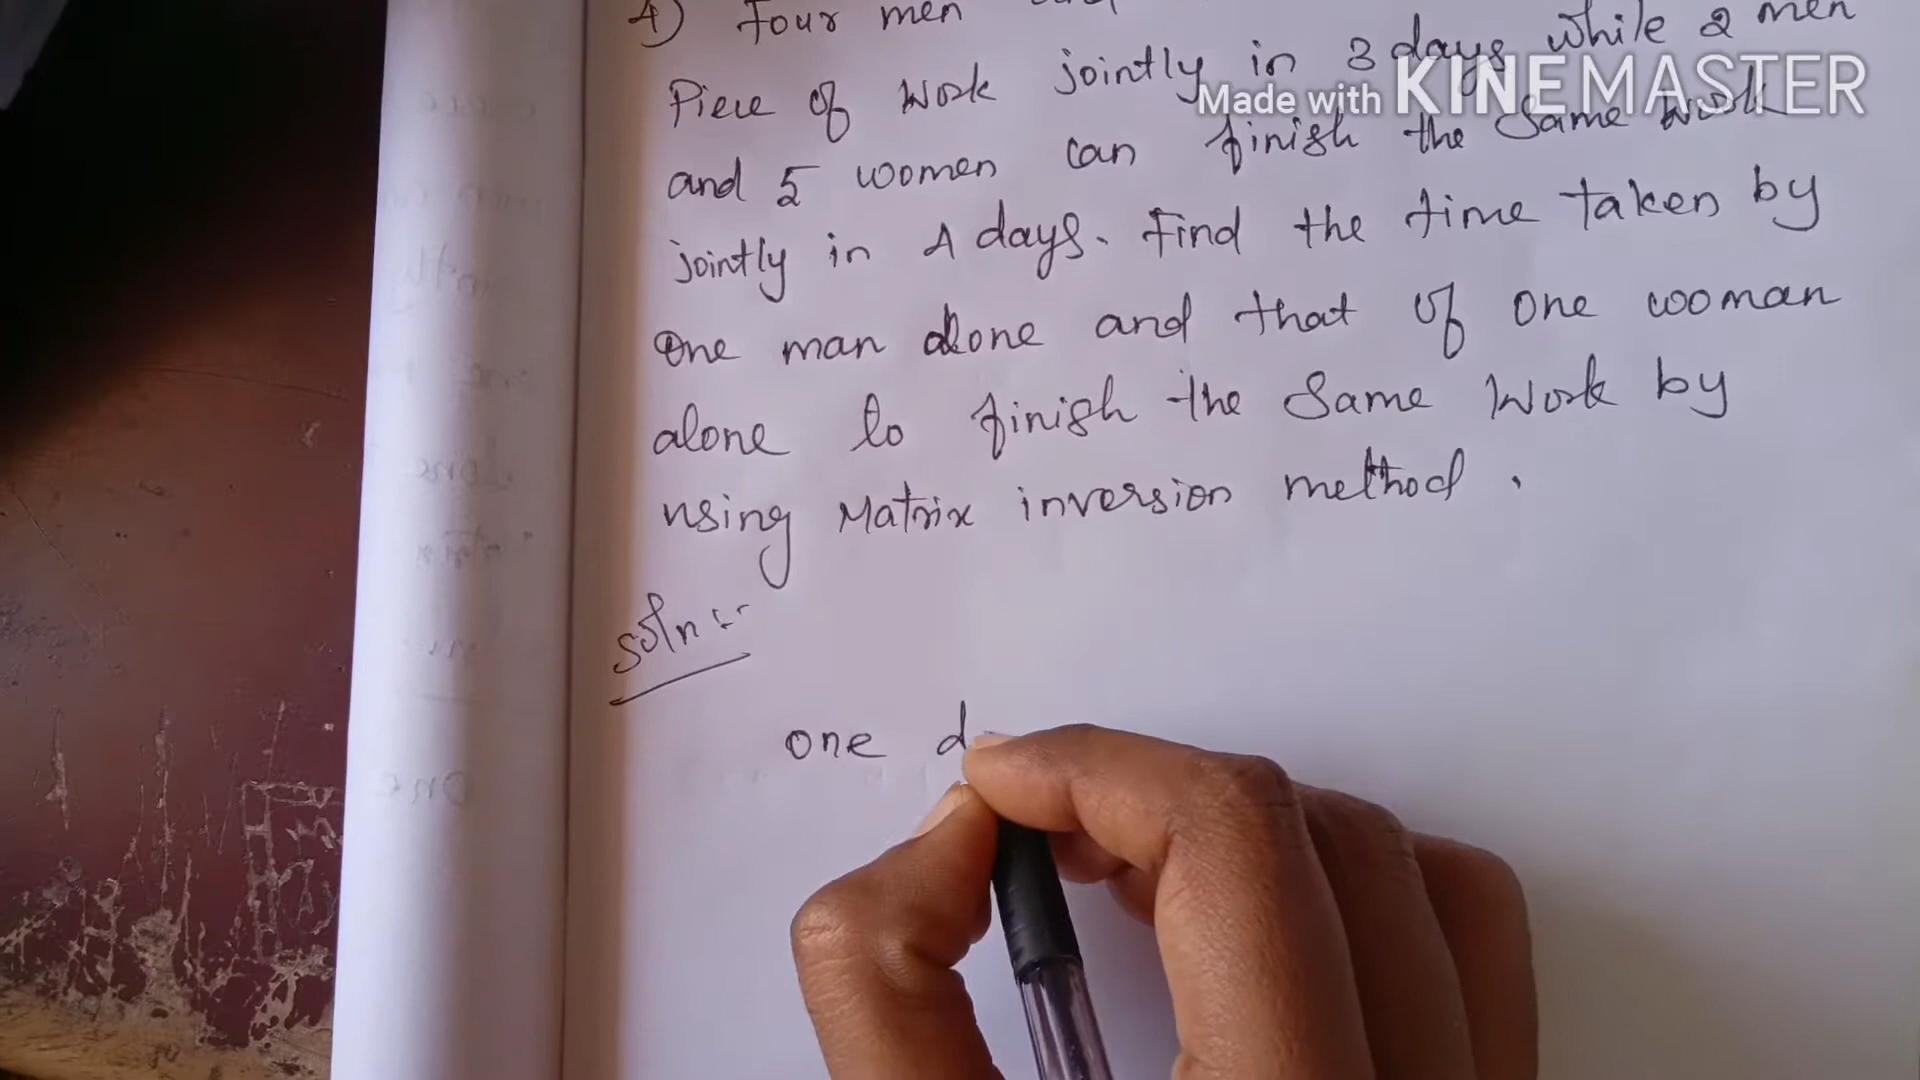 4) Four men
Piece of work jointly in 3 days while 2 men
Made with KINEMASTER
and 5 women can finish the same work
jointly in 4 days. Find the time taken by
One man alone and that of one woman
alone to finish the same work by
using Matrix inversion method.
soln:-
one d